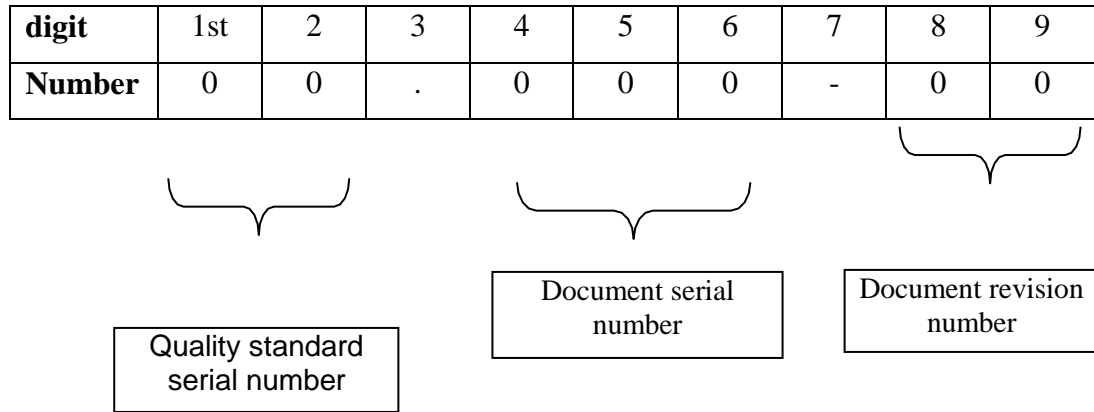 digit 1st 2 3 4 5 6 7 8 9
Number 0 0 . 0 0 0 - 0 0
Document serial
number
Document revision
number
Quality standard
serial number